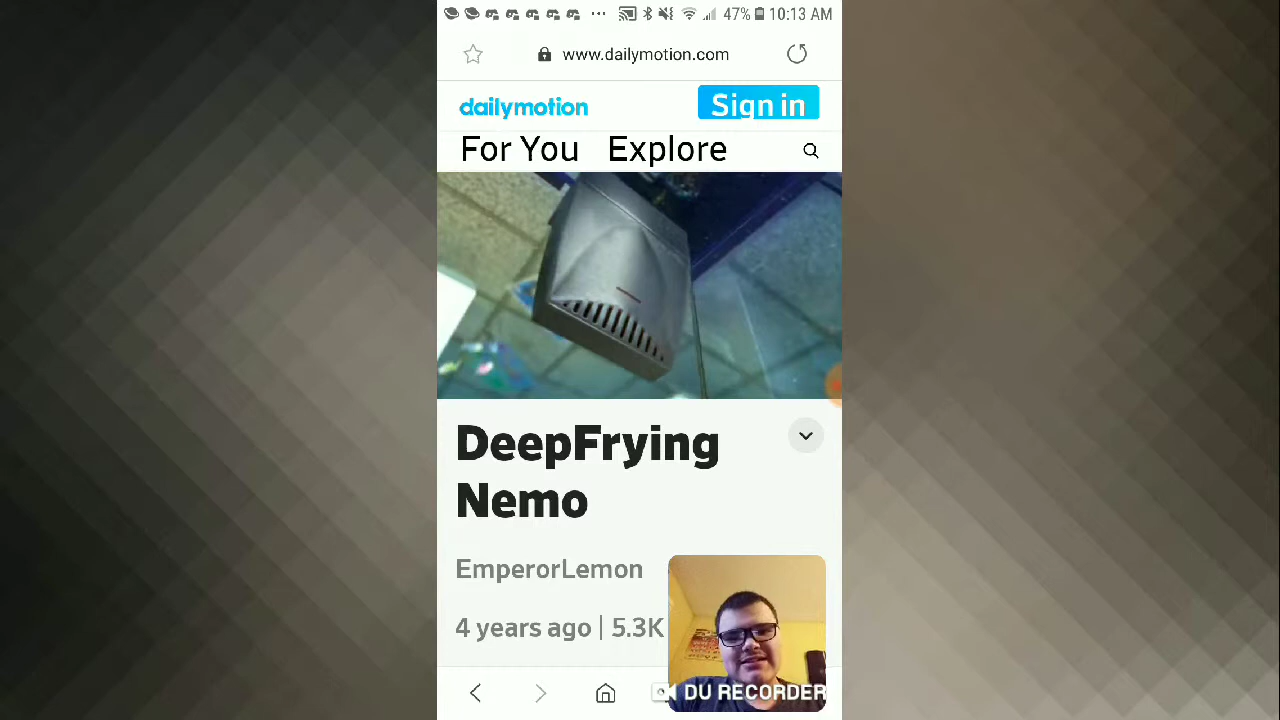 47% 10:13 AM
www.dailymotion.com
dailymotion
Sign in
For You Explore
DeepFrying
Nemo
EmperorLemon
4 years ago | 5.3K
DU RECORDER